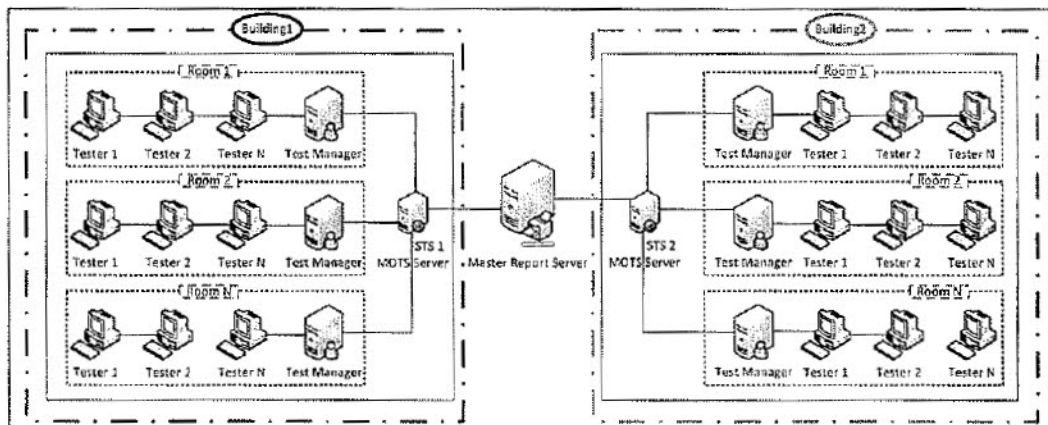 Building1
Building2
Room 1
Room 1
Tester 1 Tester 2 Tester N Test Manager
Test Manager Tester 1 Tester 2 Tester N
Room 2
Room 2
Tester 1 Tester 2 Tester N Test Manager
STS 1
MOTS Server
Master Report Server
STS 2
MOTS Server
Test Manager Tester 1 Tester 2 Tester N
Room N
Room N
Tester 1 Tester 2 Tester N Test Manager
Test Manager Tester 1 Tester 2 Tester N